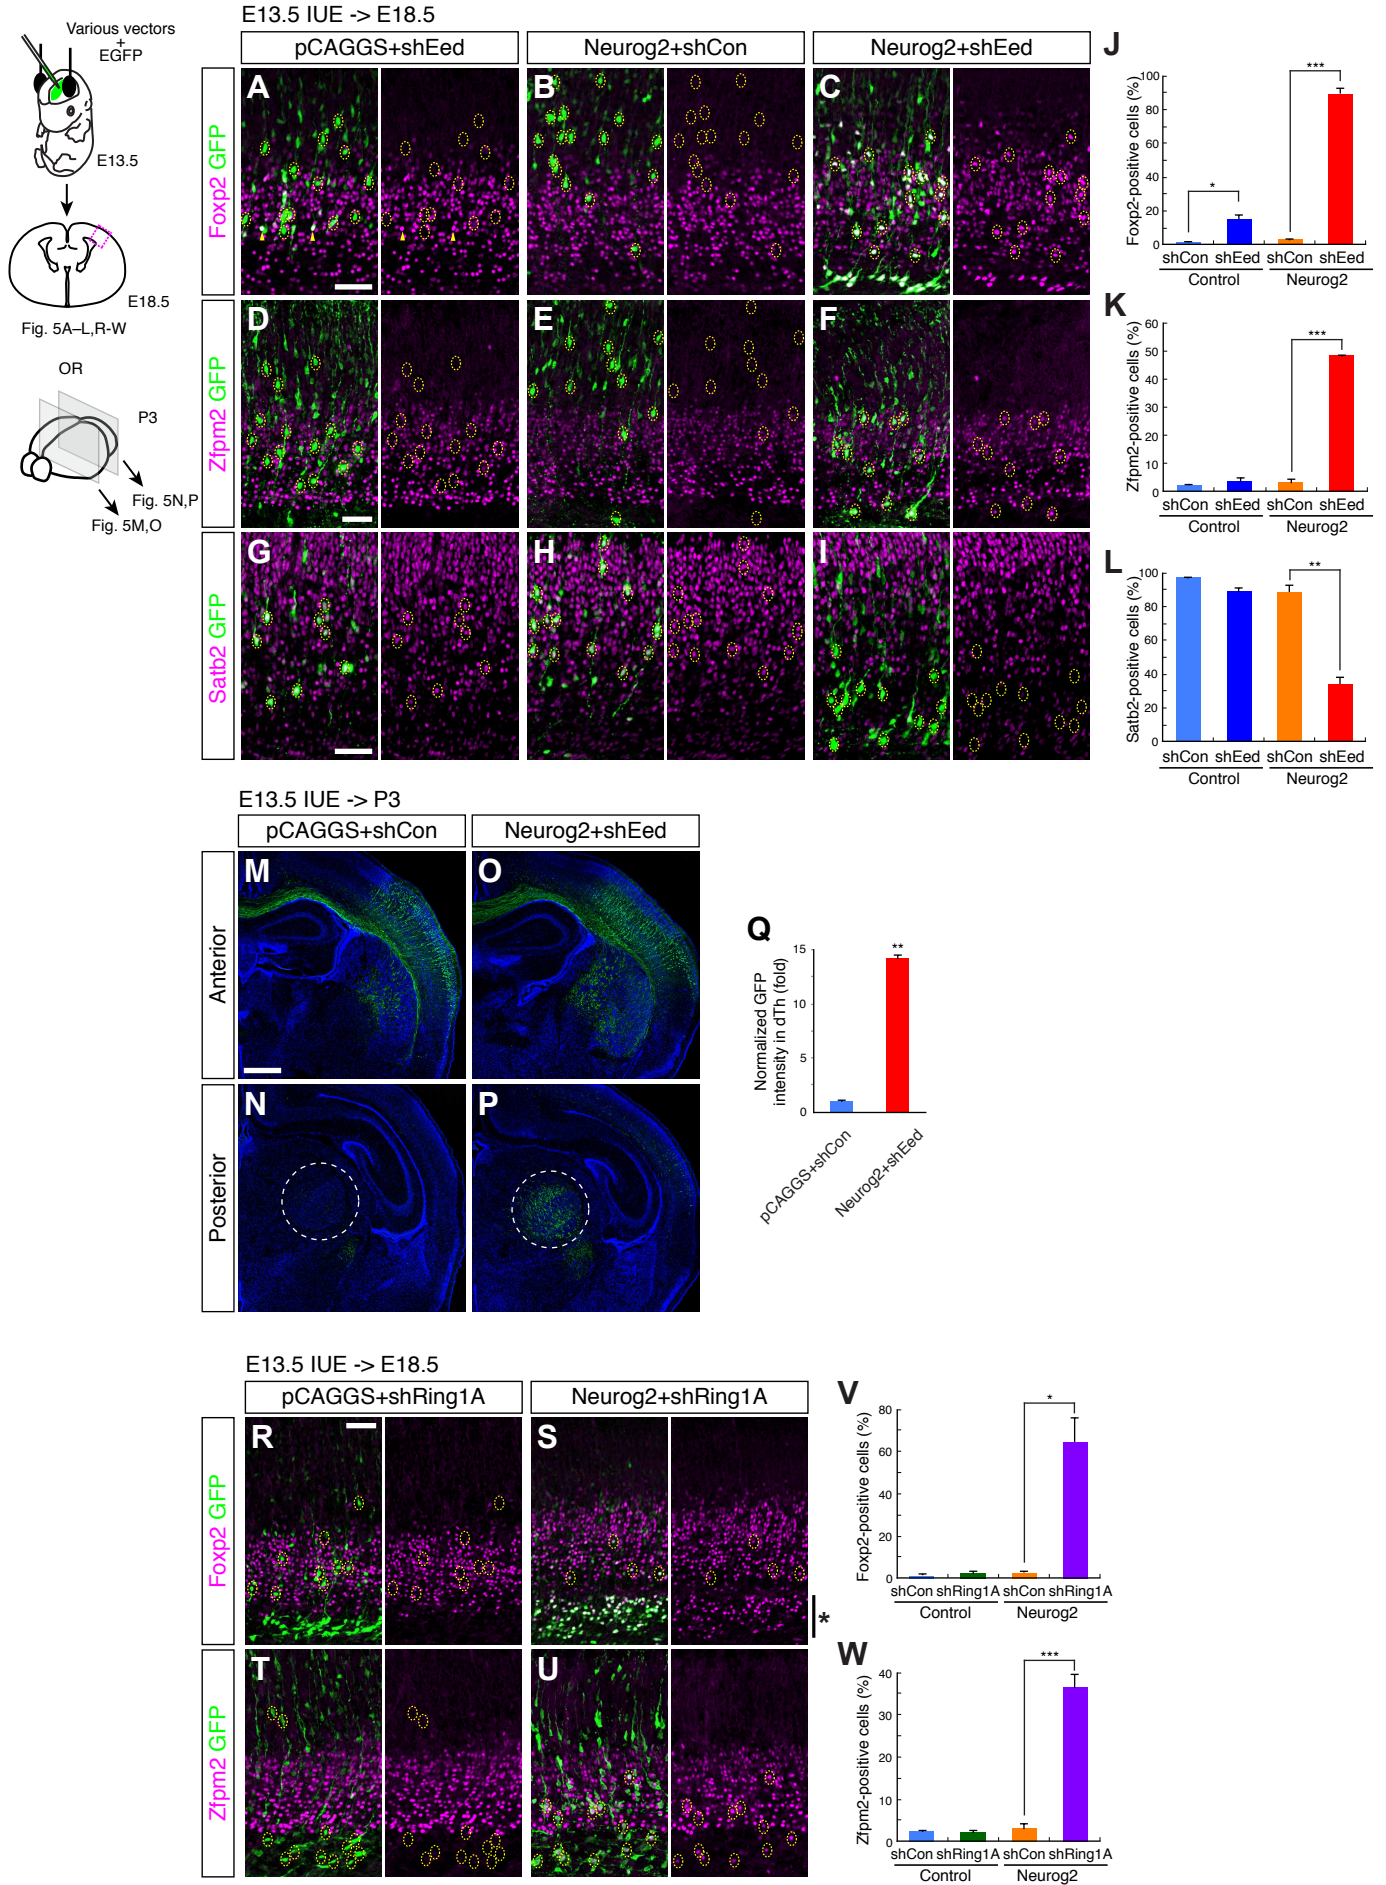 Various vectors
+
EGFP
E13.5
E18.5
Fig. 5A–L,R-W
OR
P3
Fig. 5N,P
Fig. 5M,O
E13.5 IUE -> E18.5
pCAGGS+shEed
Neurog2+shCon
Neurog2+shEed
Foxp2 GFP
A
B
C
Zfpm2 GFP
D
E
F
Satb2 GFP
G
H
I
J
Foxp2-positive cells (%)
100
80
60
40
20
0
*
***
shCon shEed shCon shEed
Control Neurog2
K
Zfpm2-positive cells (%)
60
50
40
30
20
10
0
***
shCon shEed shCon shEed
Control Neurog2
L
Satb2-positive cells (%)
100
80
60
40
20
0
**
shCon shEed shCon shEed
Control Neurog2
E13.5 IUE -> P3
pCAGGS+shCon
Neurog2+shEed
Anterior
M
O
Posterior
N
P
Q
Normalized GFP
intensity in dTh (fold)
15
10
5
0
**
pCAGGS+shCon
Neurog2+shEed
E13.5 IUE -> E18.5
pCAGGS+shRing1A
Neurog2+shRing1A
Foxp2 GFP
R
S
*
Zfpm2 GFP
T
U
V
Foxp2-positive cells (%)
80
60
40
20
0
*
shCon shRing1A shCon shRing1A
Control Neurog2
W
Zfpm2-positive cells (%)
40
30
20
10
0
***
shCon shRing1A shCon shRing1A
Control Neurog2